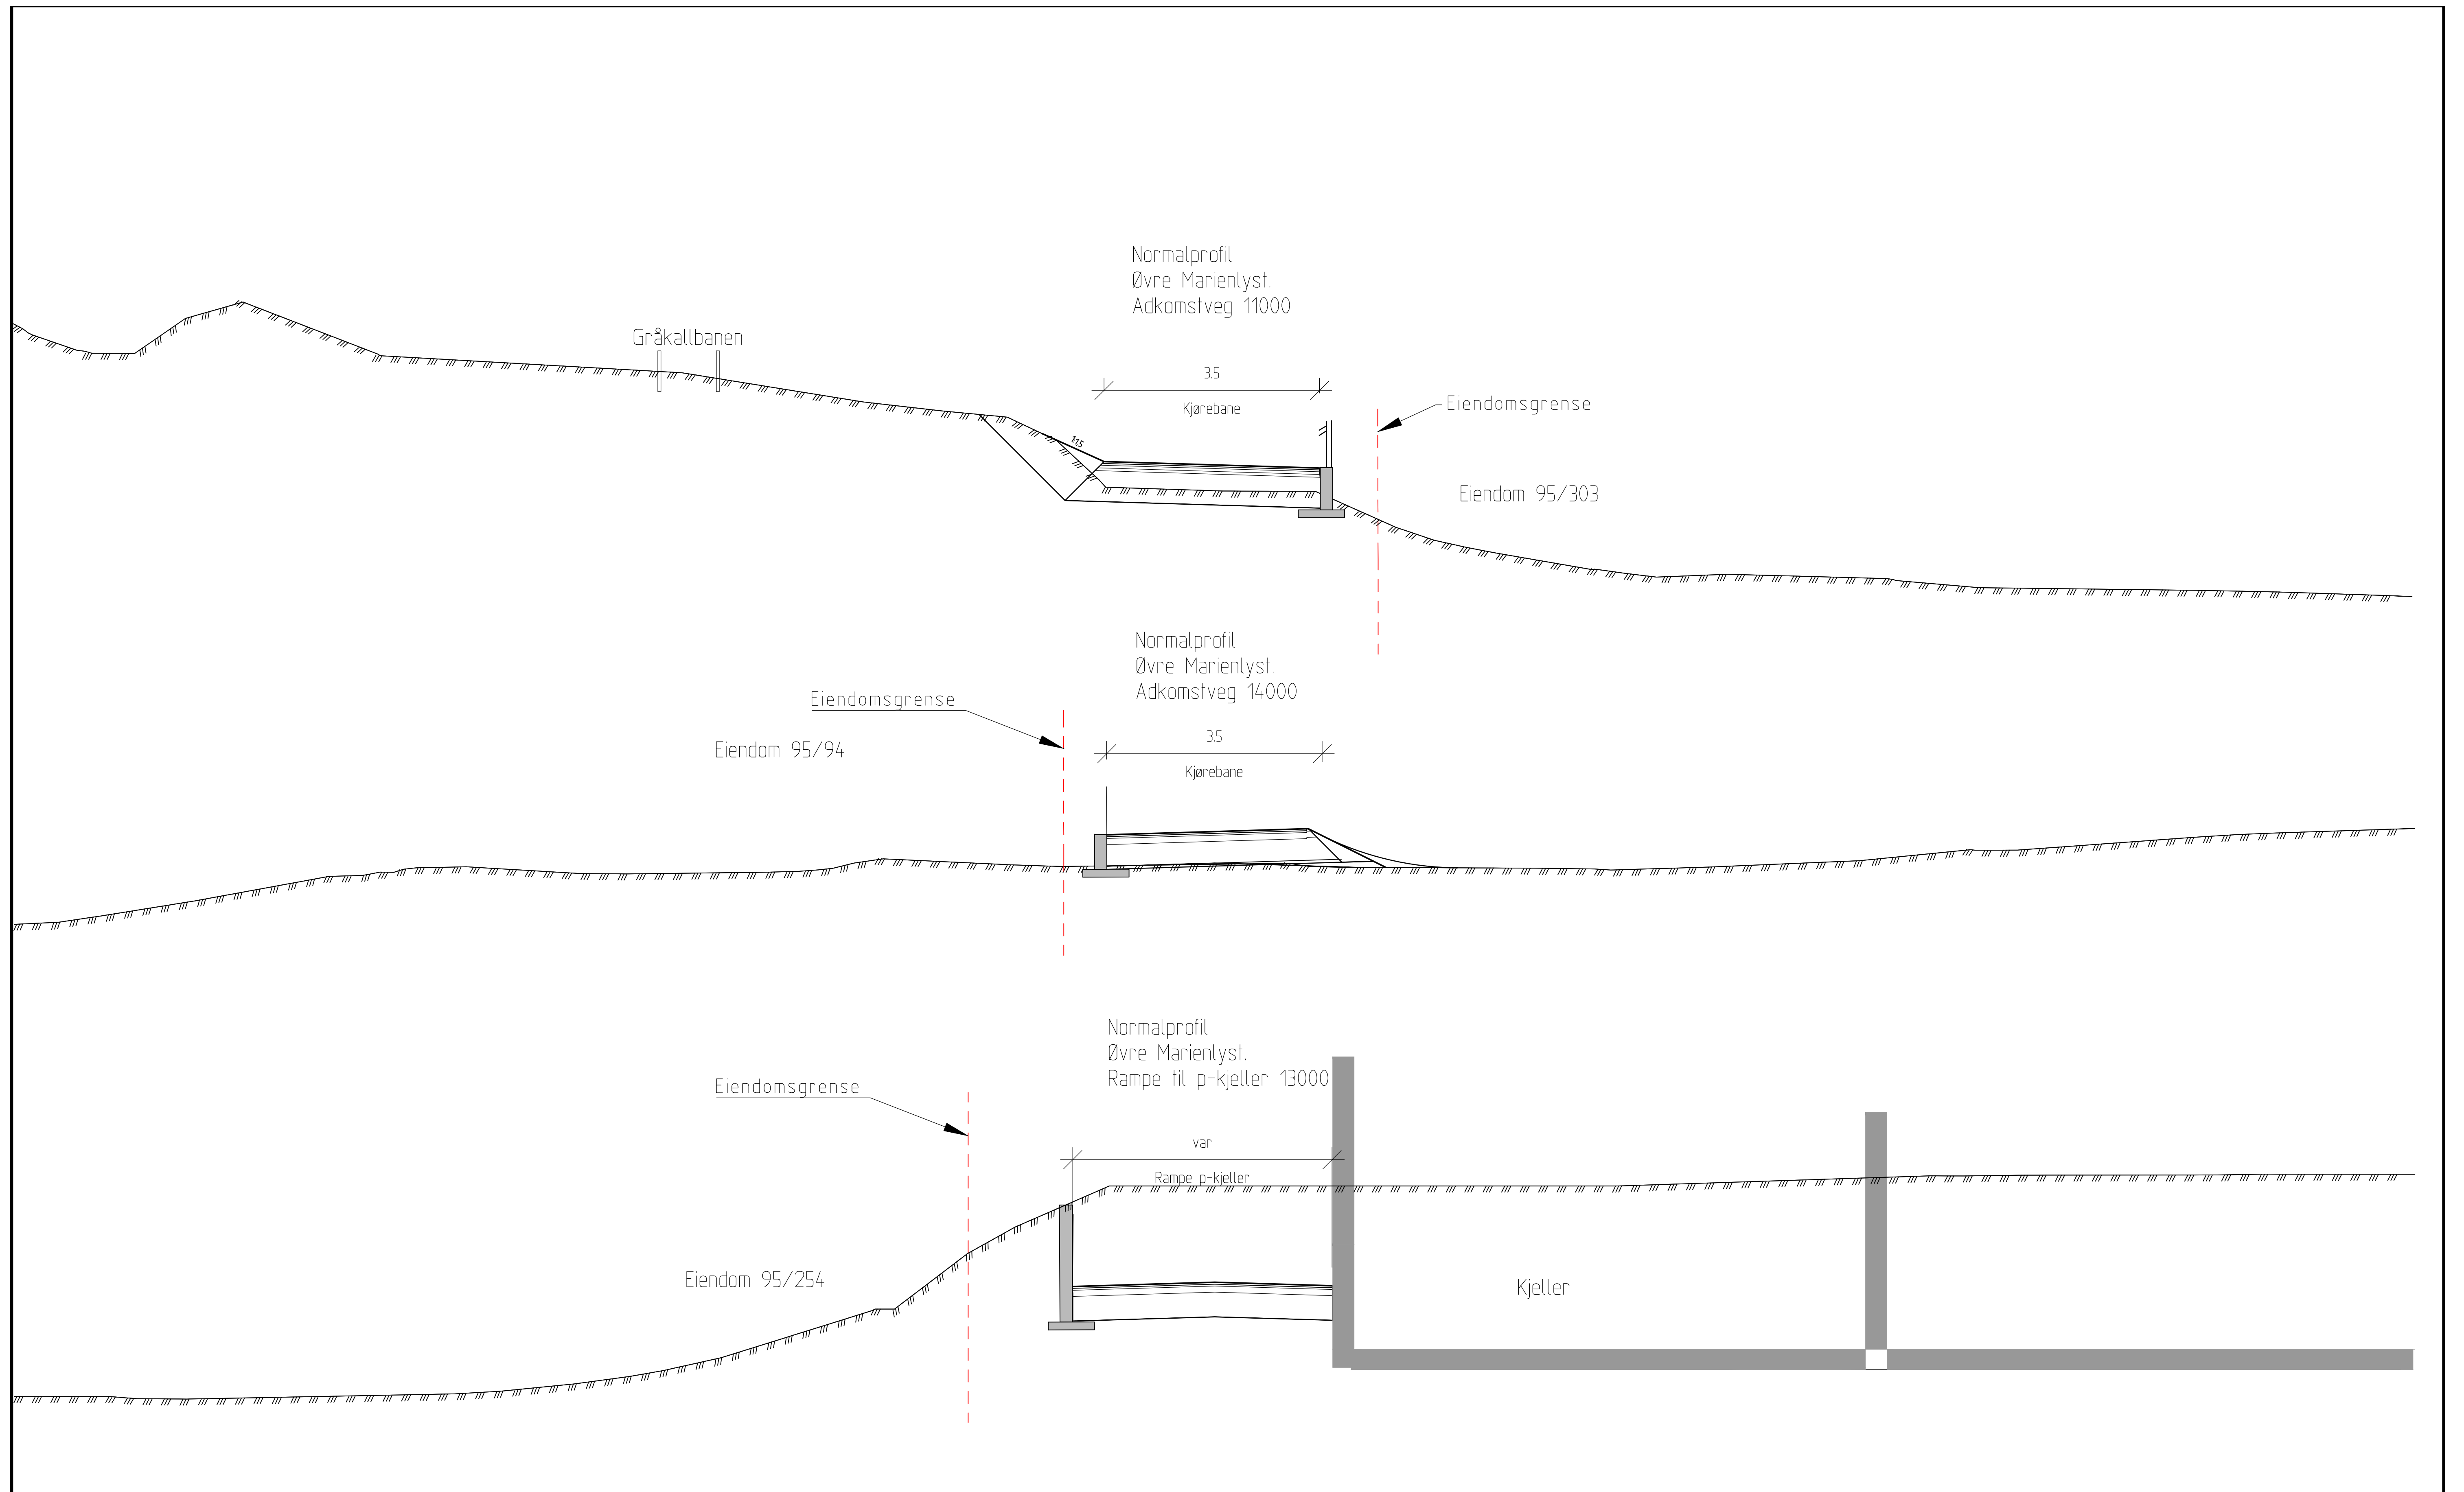 Normalprofil
Øvre Marienlyst.
Adkomstveg 11000
Gråkallbanen
3.5
Kjørebane
Eiendomsgrense
1:1.5
Eiendom 95/303
Normalprofil
Øvre Marienlyst.
Adkomstveg 14000
Eiendomsgrense
3.5
Eiendom 95/94
Kjørebane
Normalprofil
Øvre Marienlyst.
Rampe til p-kjeller 13000
Eiendomsgrense
var
Rampe p-kjeller
Eiendom 95/254
Kjeller